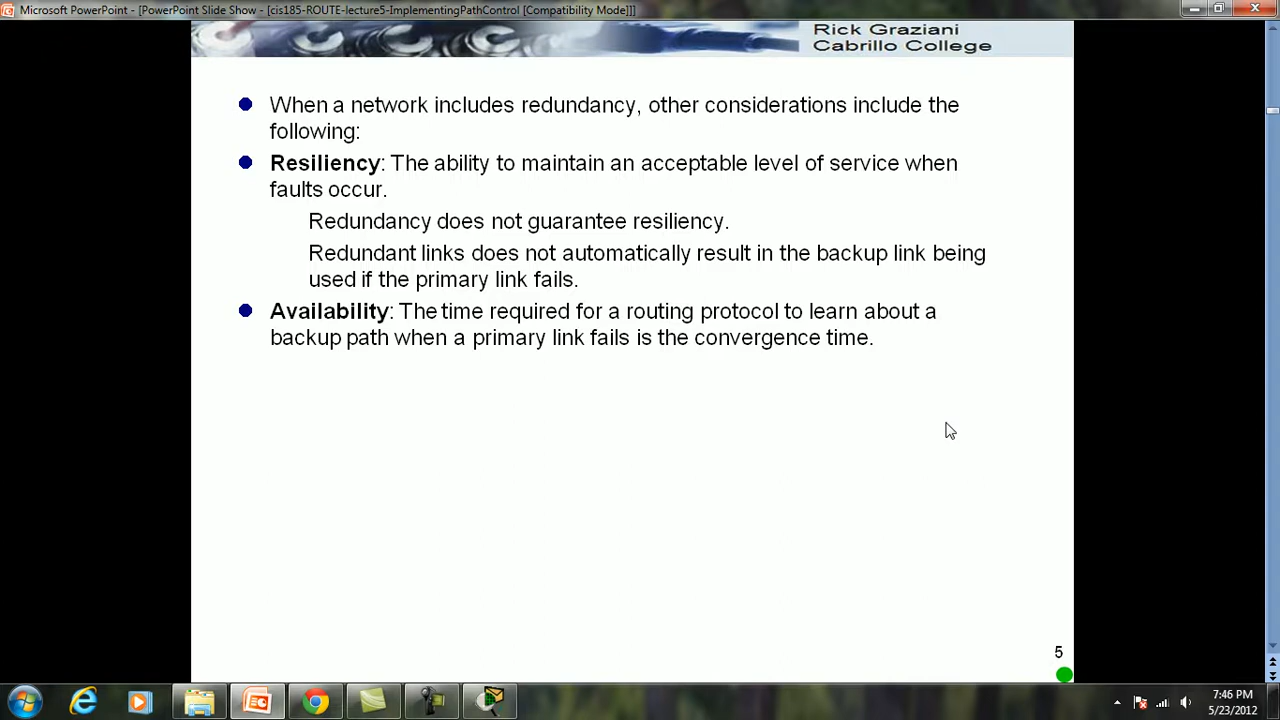 Microsoft PowerPoint - [PowerPoint Slide Show - [cis185-ROUTE-lecture5-ImplementingPathControl [Compatibility Mode]]]
Rick Graziani
Cabrillo College
When a network includes redundancy, other considerations include the
following:
Resiliency: The ability to maintain an acceptable level of service when
faults occur.
Redundancy does not guarantee resiliency.
Redundant links does not automatically result in the backup link being
used if the primary link fails.
Availability: The time required for a routing protocol to learn about a
backup path when a primary link fails is the convergence time.
5
7:46 PM
5/23/2012